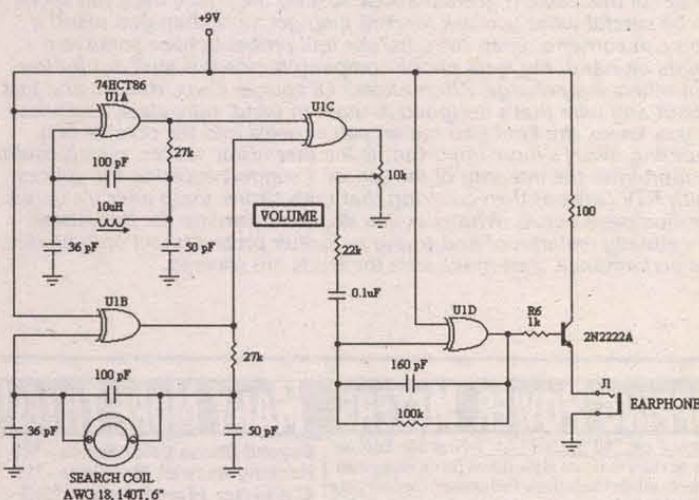 +9V
74HCT86
U1A
U1C
27k
100 pF
10k
10mH
VOLUME
36 pF
50 pF
100
22k
U1B
0.1uF
U1D
R6
1k
2N2222A
27k
100 pF
160 pF
J1
EARPHONE
100k
36 pF
50 pF
SEARCH COIL
AWG 18, 140T, 6"